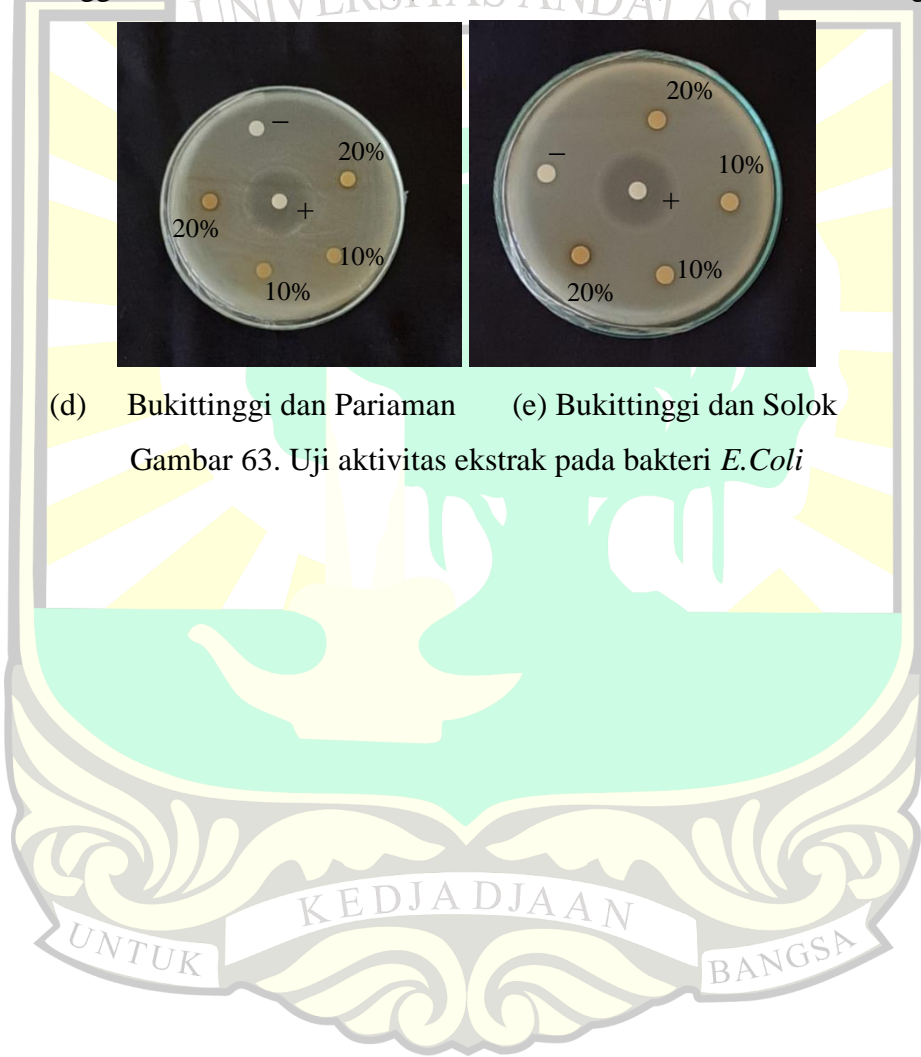 UNIVERSITAS ANDALAS
−
20%
+
20%
10%
10%
20%
−
10%
+
10%
20%
(d) Bukittinggi dan Pariaman (e) Bukittinggi dan Solok
Gambar 63. Uji aktivitas ekstrak pada bakteri E.Coli
KEDJADJAAN
UNTUK
BANGSA